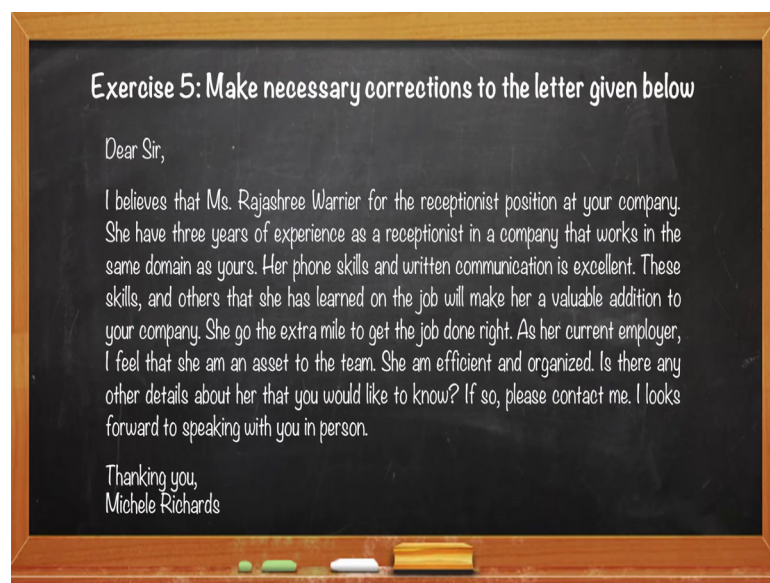 Exercise 5: Make necessary corrections to the letter given below
Dear Sir,
I believes that Ms. Rajashree Warrier for the receptionist position at your company.
She have three years of experience as a receptionist in a company that works in the
same domain as yours. Her phone skills and written communication is excellent. These
skills, and others that she has learned on the job will make her a valuable addition to
your company. She go the extra mile to get the job done right. As her current employer,
I feel that she am an asset to the team. She am efficient and organized. Is there any
other details about her that you would like to know? If so, please contact me. I looks
forward to speaking with you in person.
Thanking you,
Michele Richards